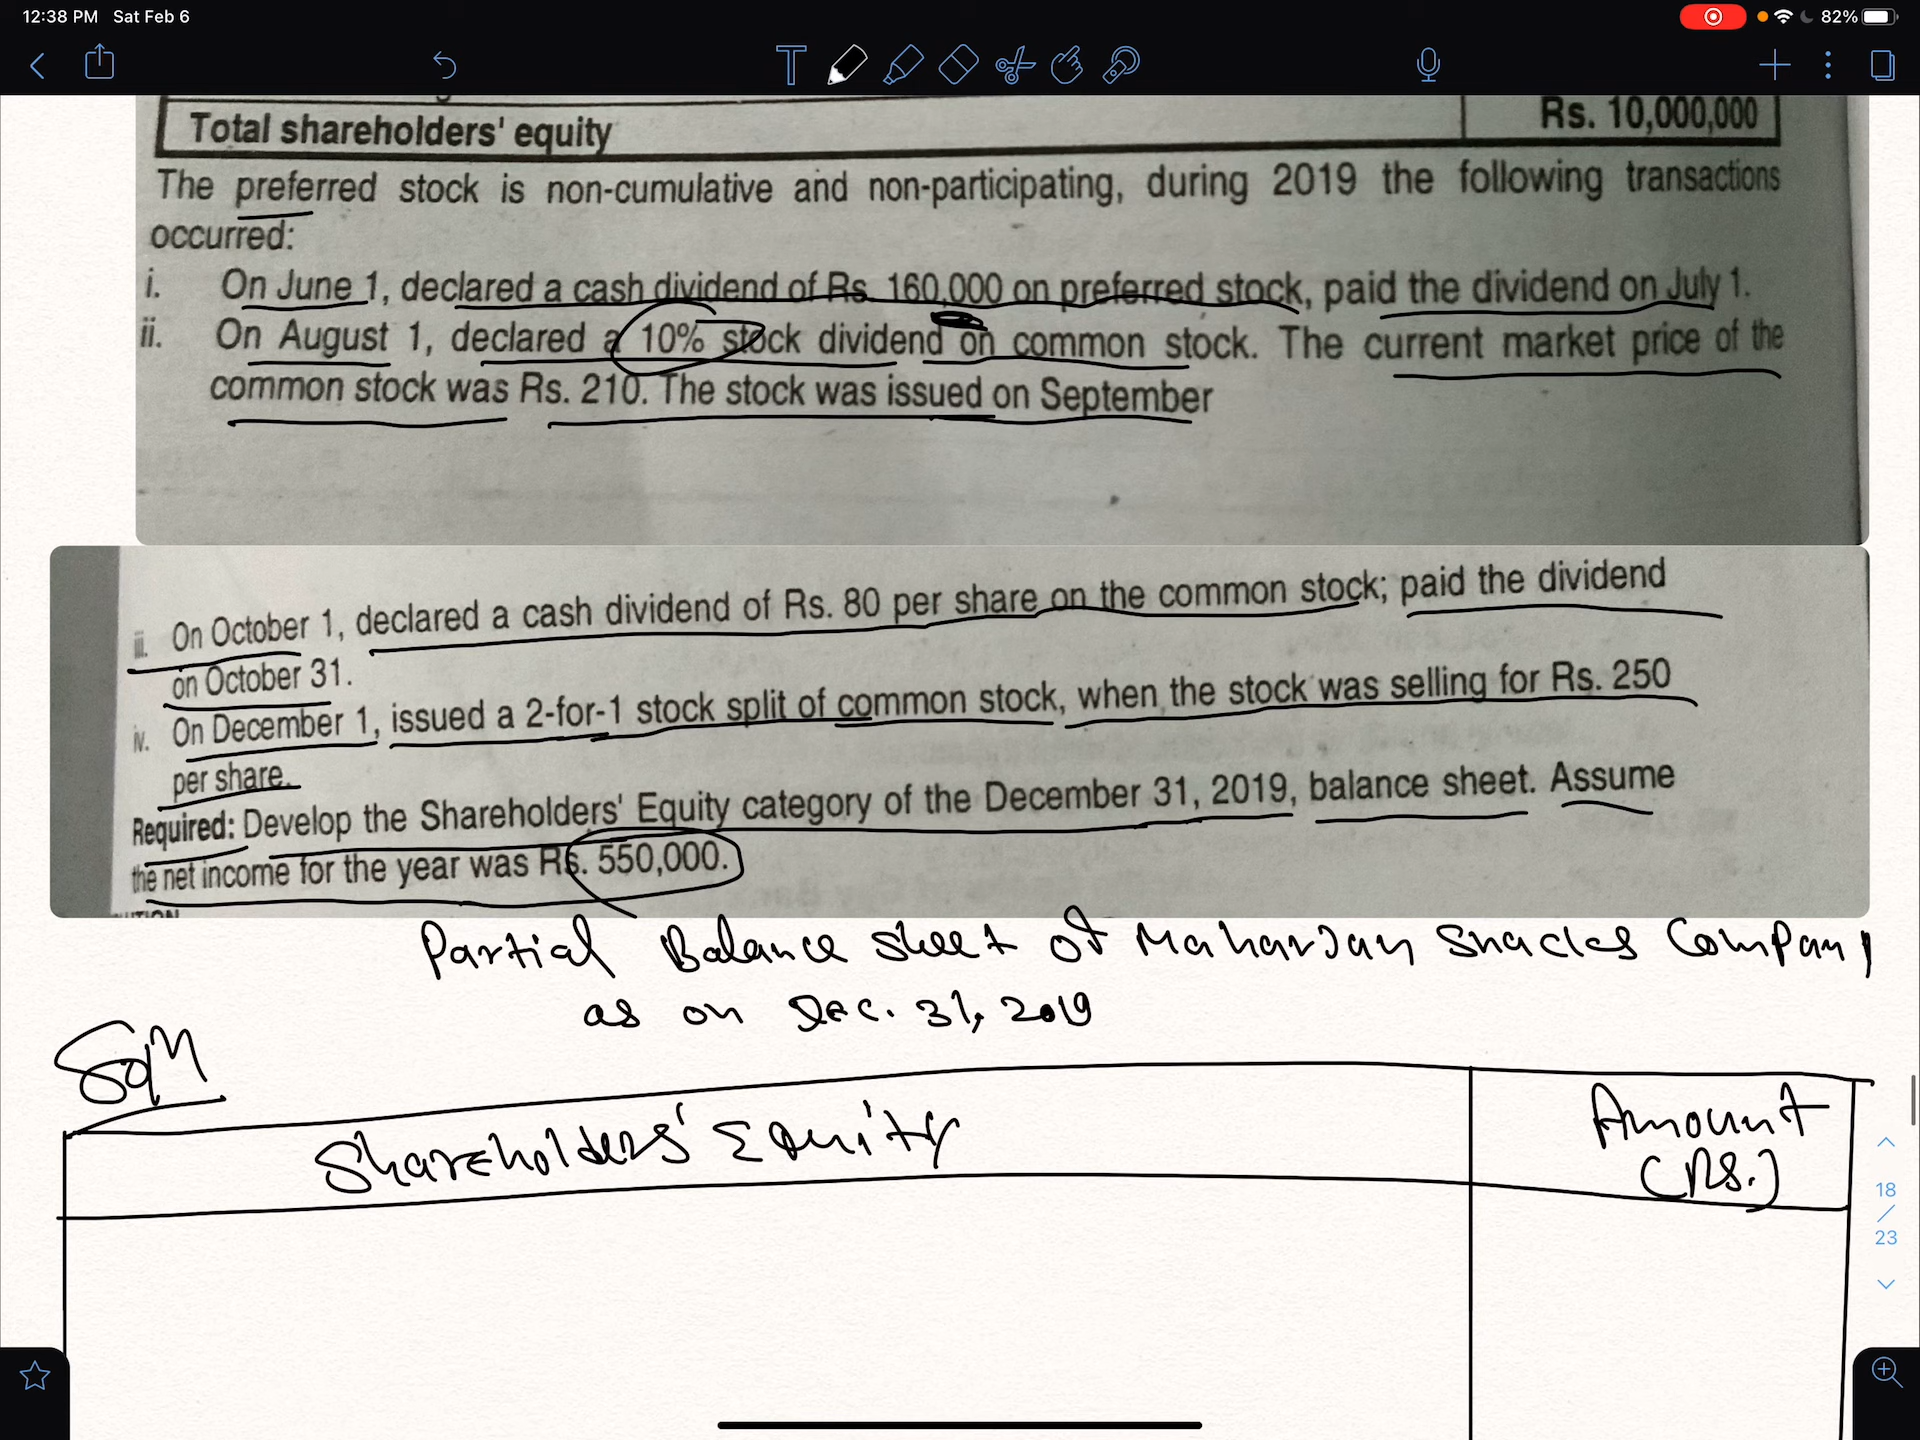 12:38 PM Sat Feb 6
82%
Total shareholders' equity Rs. 10,000,000
The preferred stock is non-cumulative and non-participating, during 2019 the following transactions
occurred:
i. On June 1, declared a cash dividend of Rs. 160,000 on preferred stock, paid the dividend on July 1.
ii. On August 1, declared a 10% stock dividend on common stock. The current market price of the
common stock was Rs. 210. The stock was issued on September
iii. On October 1, declared a cash dividend of Rs. 80 per share on the common stock; paid the dividend
on October 31.
iv. On December 1, issued a 2-for-1 stock split of common stock, when the stock was selling for Rs. 250
per share.
Required: Develop the Shareholders' Equity category of the December 31, 2019, balance sheet. Assume
the net income for the year was Rs. 550,000.
Partial Balance sheet of Maharjan Snacks Company
as on Dec. 31, 2019
Soln
Shareholders' Equity Amount
(Rs.)
18
/
23